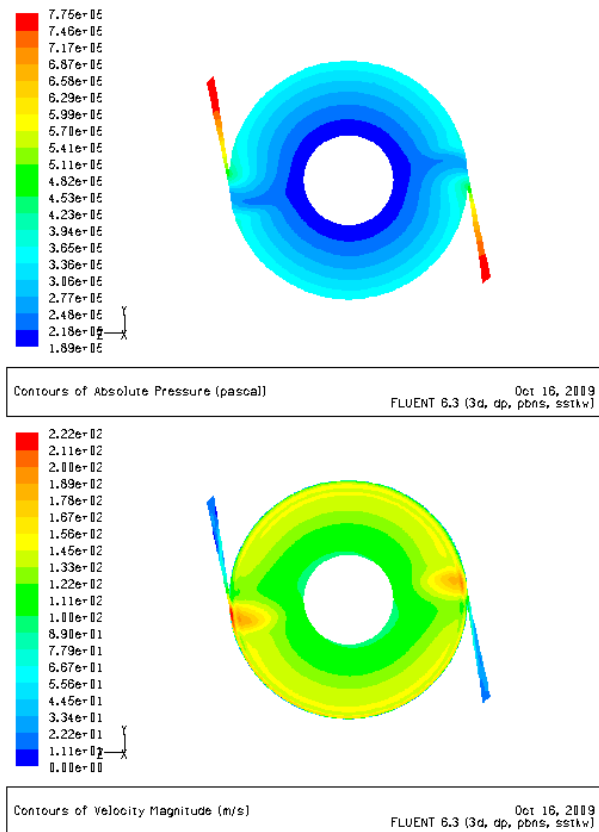 7.75e+05
7.46e+05
7.17e+05
6.87e+05
6.58e+05
6.29e+05
5.99e+05
5.70e+05
5.41e+05
5.11e+05
4.82e+05
4.53e+05
4.23e+05
3.94e+05
3.65e+05
3.36e+05
3.06e+05
2.77e+05
2.48e+05
2.18e+05
1.89e+05
Y
Z X
Contours of Absolute Pressure (pascal)
Oct 16, 2009
FLUENT 6.3 (3d, dp, pbns, sstkw)
2.22e+02
2.11e+02
2.00e+02
1.89e+02
1.78e+02
1.67e+02
1.56e+02
1.45e+02
1.33e+02
1.22e+02
1.11e+02
1.00e+02
8.90e+01
7.79e+01
6.67e+01
5.56e+01
4.45e+01
3.34e+01
2.22e+01
1.11e+01
0.00e+00
Y
Z X
Contours of Velocity Magnitude (m/s)
Oct 16, 2009
FLUENT 6.3 (3d, dp, pbns, sstkw)